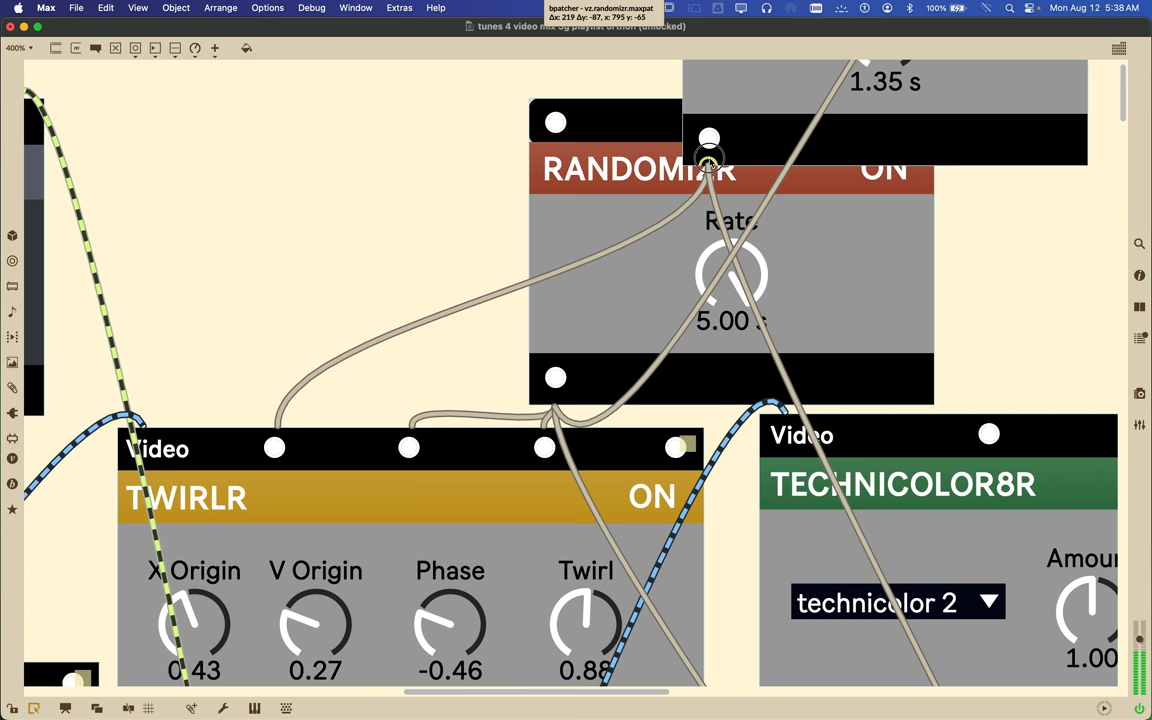 Max File Edit View Object Arrange Options Debug Window Extras Help
bpatcher - vz.randomizr.maxpat
Δx: 219 Δy: -87, x: 795 y: -65
100% Mon Aug 12 5:38 AM
tunes 4 video mix 3g playlist orthon (unlocked)
400%
1.35 s
RANDOMIZR ON
Rate
5.00 s
Video
TWIRLR ON
X Origin V Origin Phase Twirl
0.43 0.27 -0.46 0.88
Video
TECHNICOLOR8R
Amour
technicolor 2
1.00